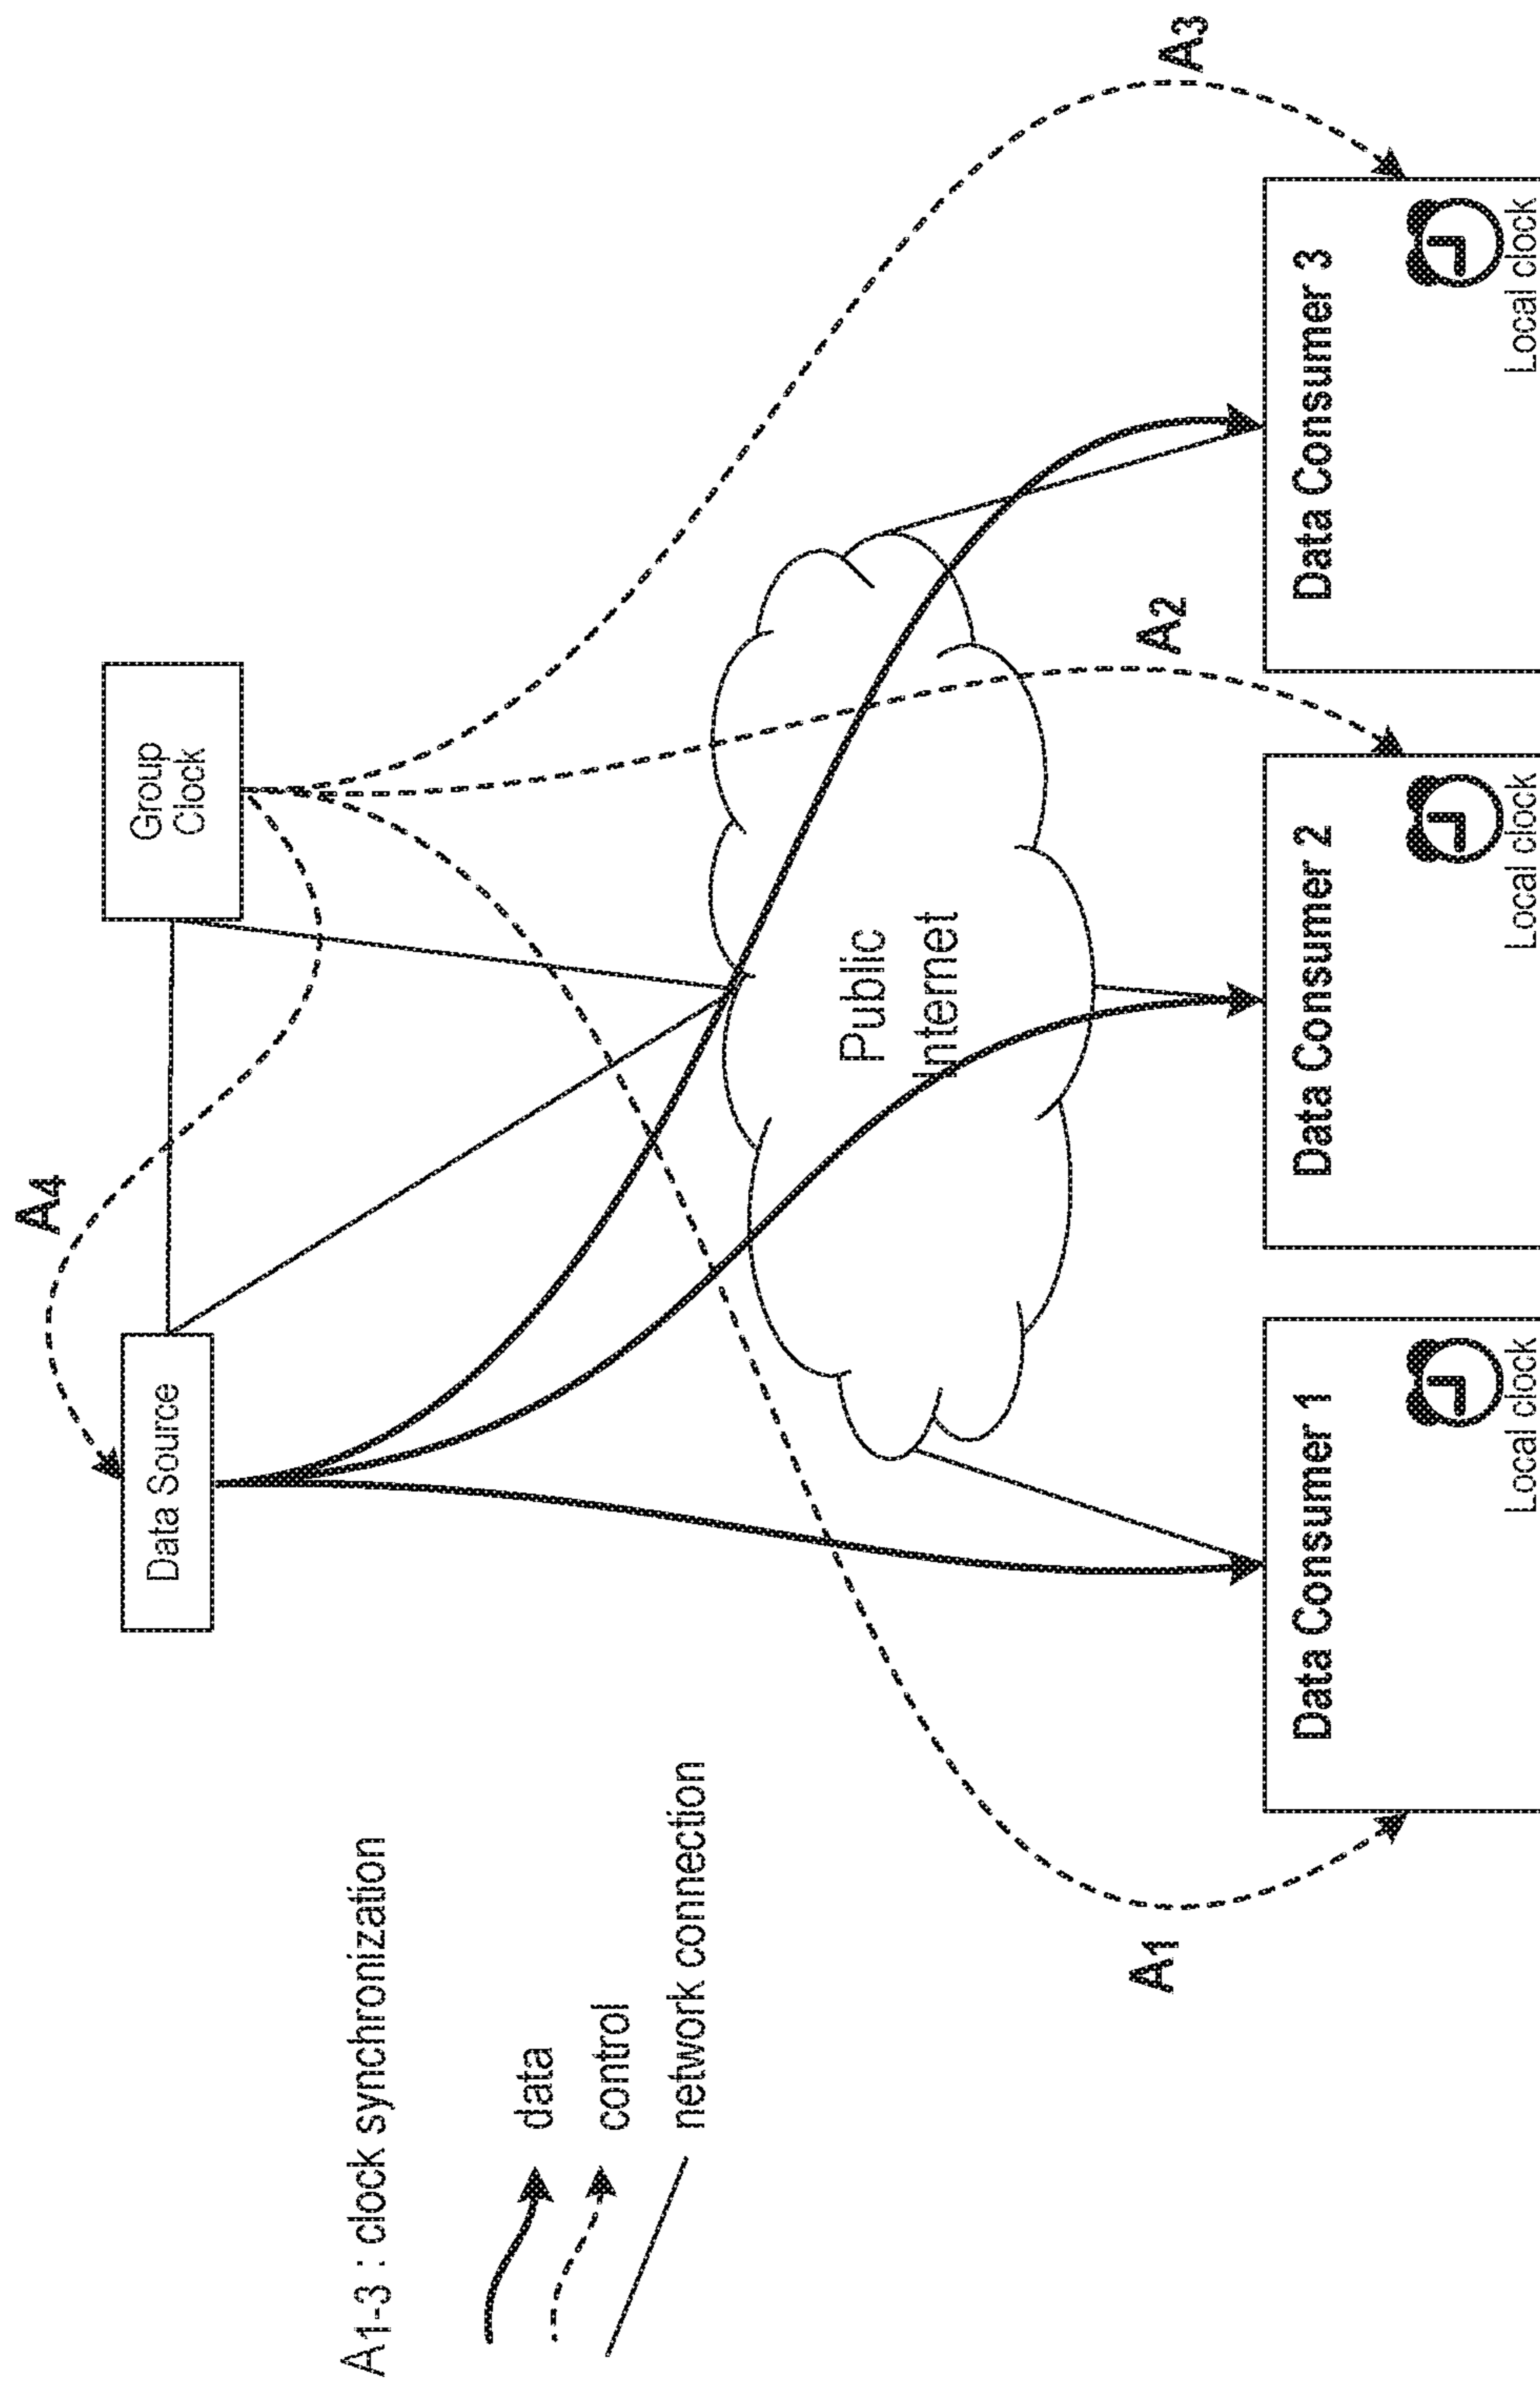 A1-3 : clock synchronization
data
control
network connection
A4
Data Source
Group
Clock
Public
Internet
A1
A2
A3
Data Consumer 1
Local clock
Data Consumer 2
Local clock
Data Consumer 3
Local clock